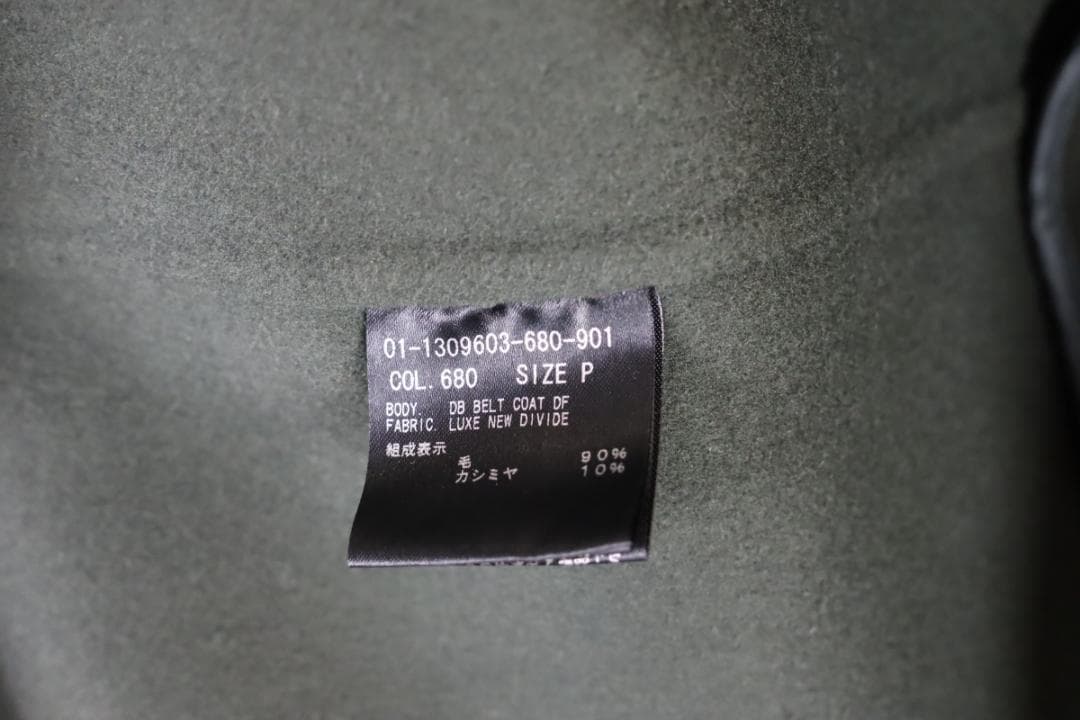 01-1309603-680-901
COL. 680 SIZE P
BODY. DB BELT COAT DF
FABRIC. LUXE NEW DIVIDE
組成表示
毛 90%
カシミヤ 10%